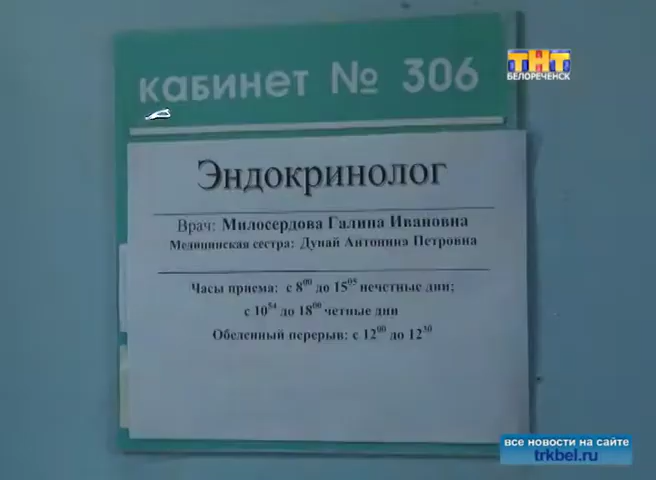 кабинет № 306
ТНТ
БЕЛОРЕЧЕНСК
Эндокринолог
Врач: Милосердова Галина Ивановна
Медицинская сестра: Дунай Антонина Петровна
Часы приема: с 8⁰⁰ до 15⁰⁵ нечетные дни;
с 10⁵⁴ до 18⁰⁰ четные дни
Обеденный перерыв: с 12⁰⁰ до 12³⁰
все новости на сайте
trkbel.ru